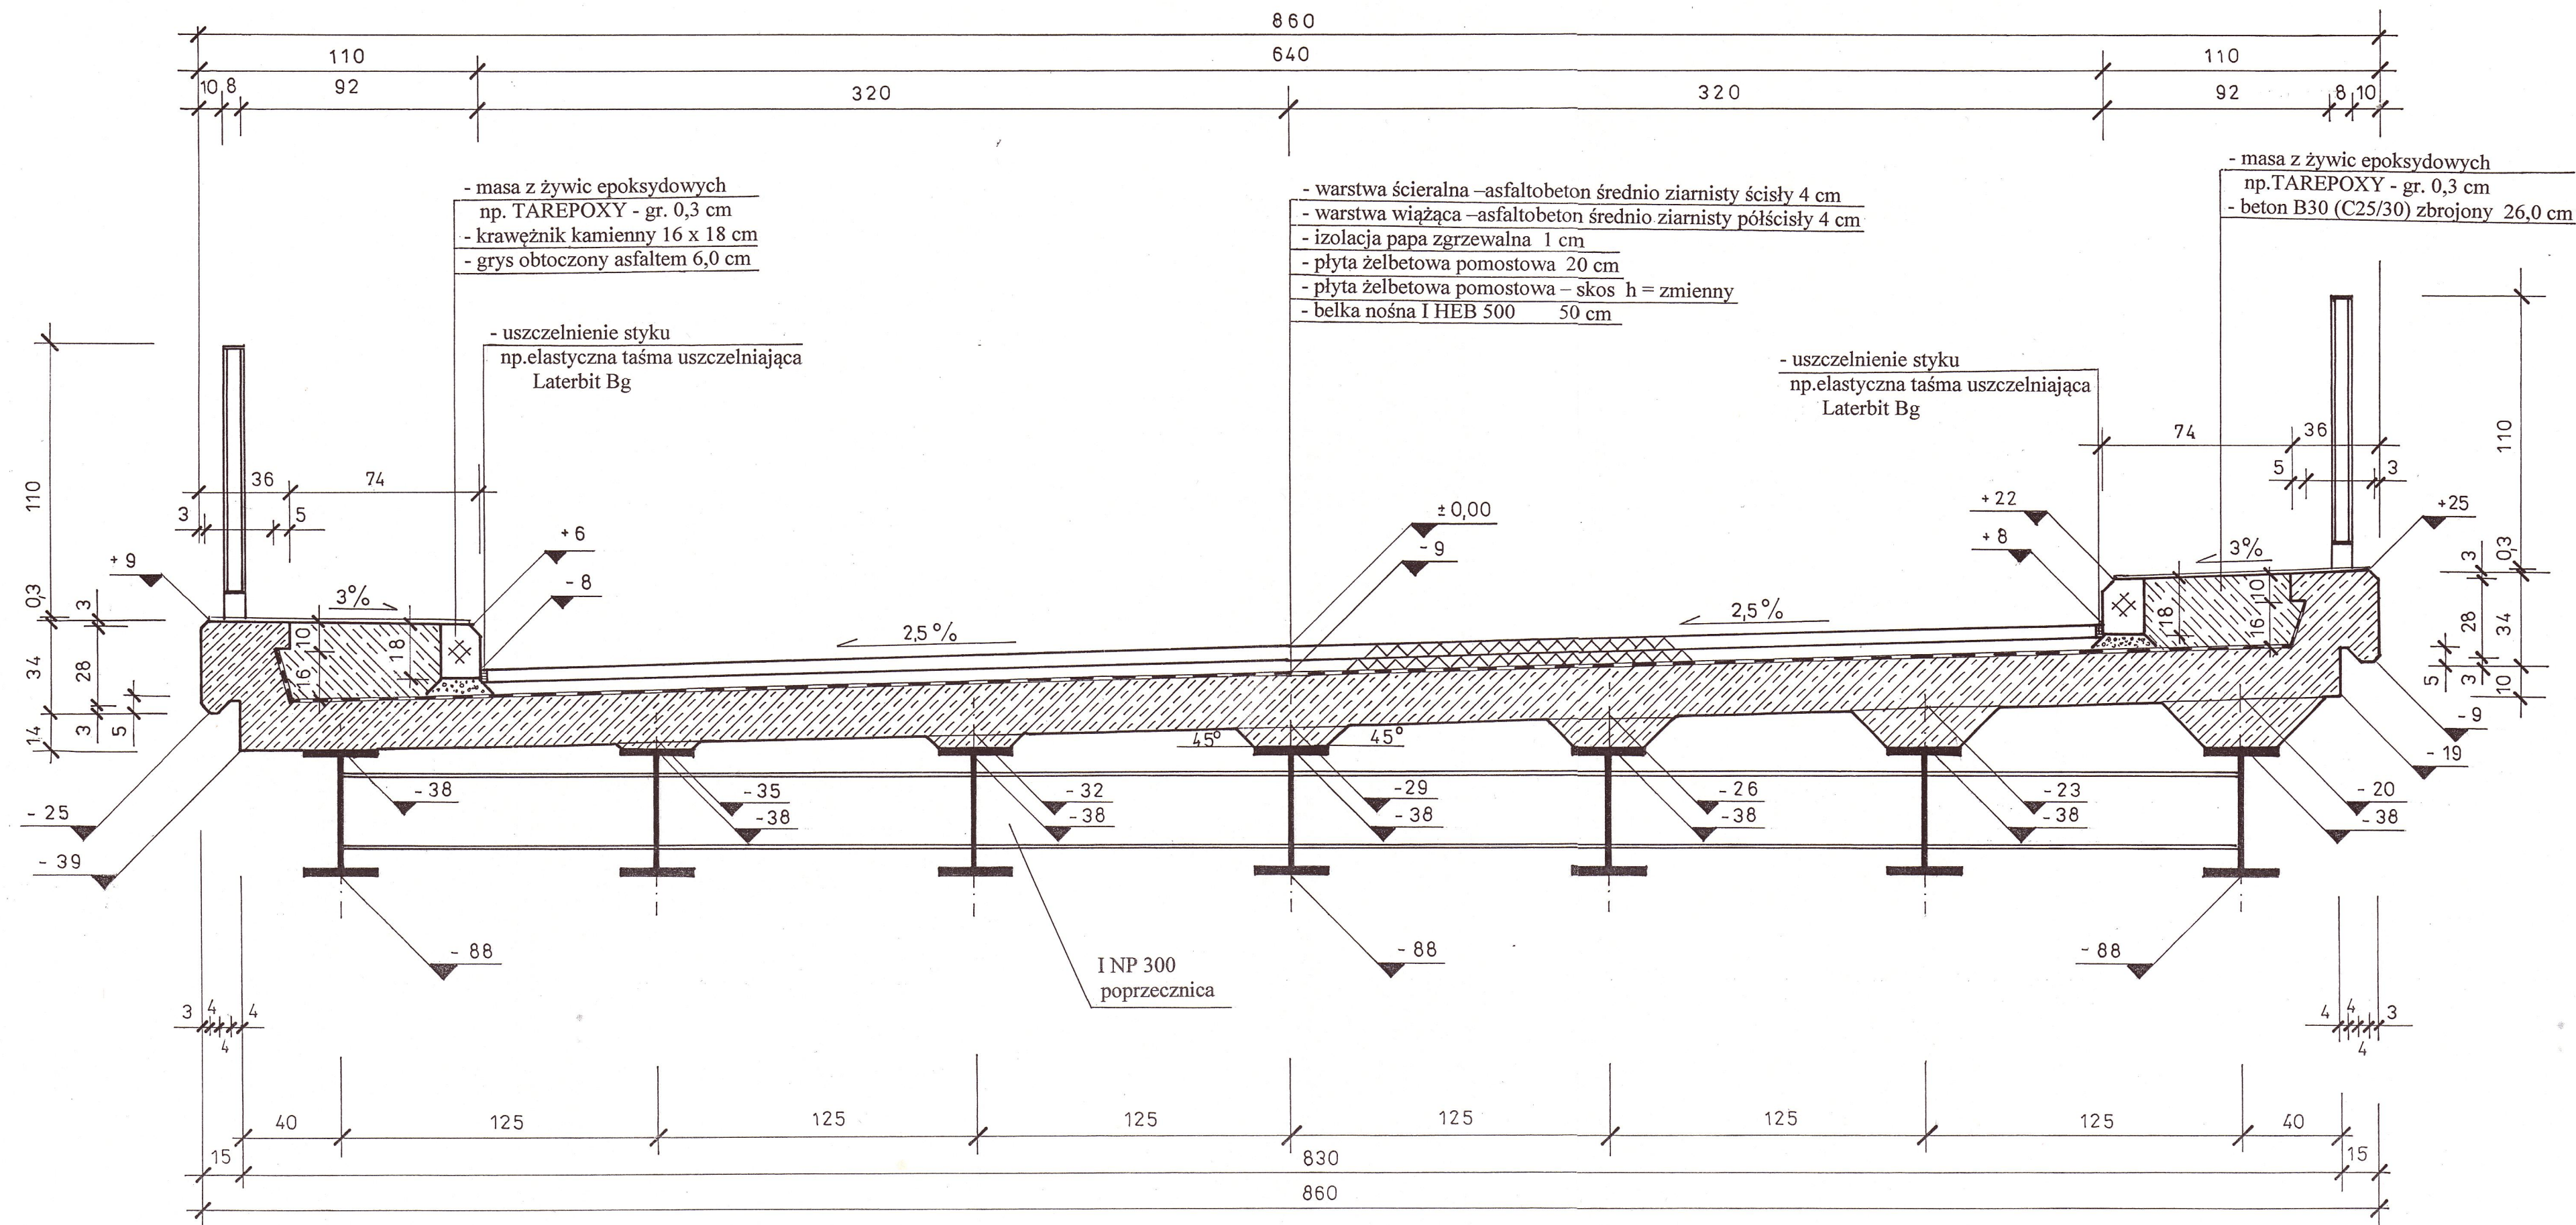 860
110 640 110
10 8 92 320 320 92 8 10
- masa z żywic epoksydowych
np. TAREPOXY - gr. 0,3 cm
- krawężnik kamienny 16 x 18 cm
- grys obtoczony asfaltem 6,0 cm
- uszczelnienie styku
np.elastyczna taśma uszczelniająca
Laterbit Bg
- warstwa ścieralna –asfaltobeton średnio ziarnisty ścisły 4 cm
- warstwa wiążąca –asfaltobeton średnio ziarnisty półścisły 4 cm
- izolacja papa zgrzewalna 1 cm
- płyta żelbetowa pomostowa 20 cm
- płyta żelbetowa pomostowa – skos h = zmienny
- belka nośna I HEB 500 50 cm
- masa z żywic epoksydowych
np.TAREPOXY - gr. 0,3 cm
- beton B30 (C25/30) zbrojony 26,0 cm
- uszczelnienie styku
np.elastyczna taśma uszczelniająca
Laterbit Bg
36 74
3 5
74 36
5 3
110
0,3
34
14
3
28
3
5
+ 9
+ 6
- 8
3%
10
16
18
2,5%
± 0,00
- 9
2,5%
+ 22
+ 8
3%
18
10
16
+25
110
0,3
34
10
3
28
3
5
45° 45°
- 9
- 19
- 25
- 39
- 38
- 35
- 38
- 32
- 38
- 29
- 38
- 26
- 38
- 23
- 38
- 20
- 38
- 88
- 88
- 88
I NP 300
poprzecznica
3 4 4
4
4 4 3
4
40 125 125 125 125 125 125 40
15 830 15
860